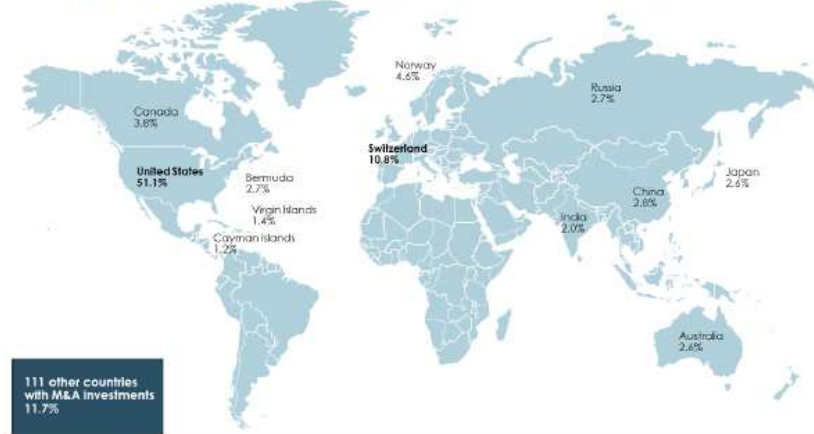 Norway
4.6%
Russia
2.7%
Canada
3.8%
Switzerland
10.8%
United States
51.1%
Bermuda
2.7%
Japan
2.6%
China
2.8%
Virgin Islands
1.4%
India
2.0%
Cayman Islands
1.2%
Australia
2.6%
111 other countries
with M&A investments
11.7%